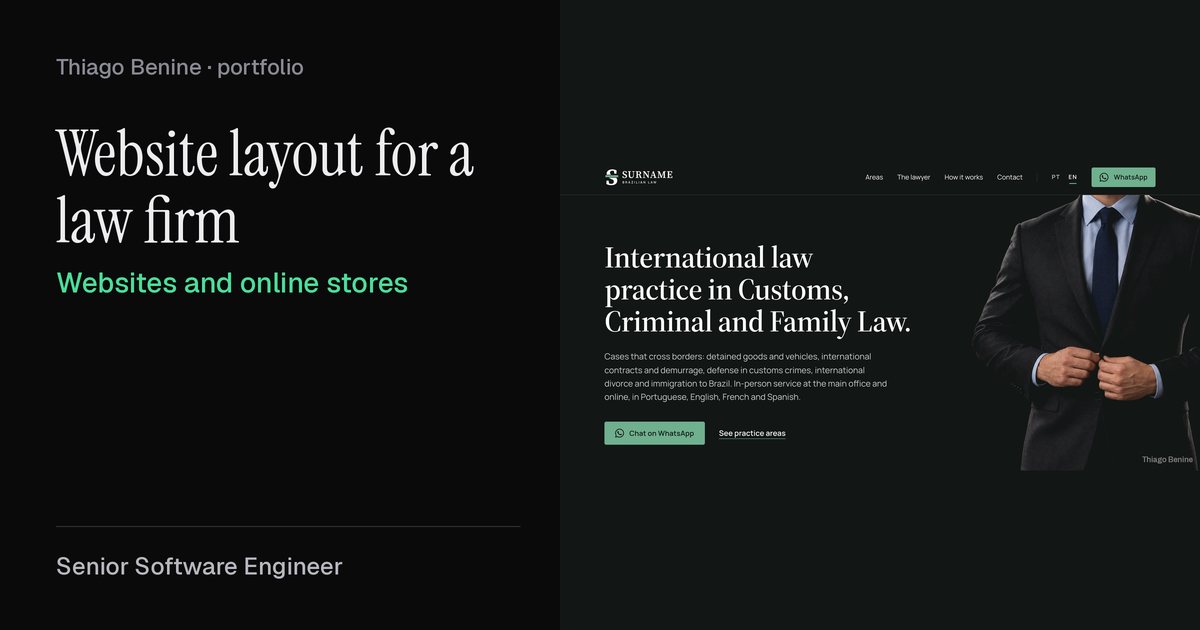 Thiago Benine · portfolio
Website layout for a
law firm
Websites and online stores
Senior Software Engineer
SURNAME
BRAZILIAN LAW
Areas
The lawyer
How it works
Contact
PT
EN
WhatsApp
International law
practice in Customs,
Criminal and Family Law.
Cases that cross borders: detained goods and vehicles, international
contracts and demurrage, defense in customs crimes, international
divorce and immigration to Brazil. In-person service at the main office and
online, in Portuguese, English, French and Spanish.
Chat on WhatsApp
See practice areas
Thiago Benine